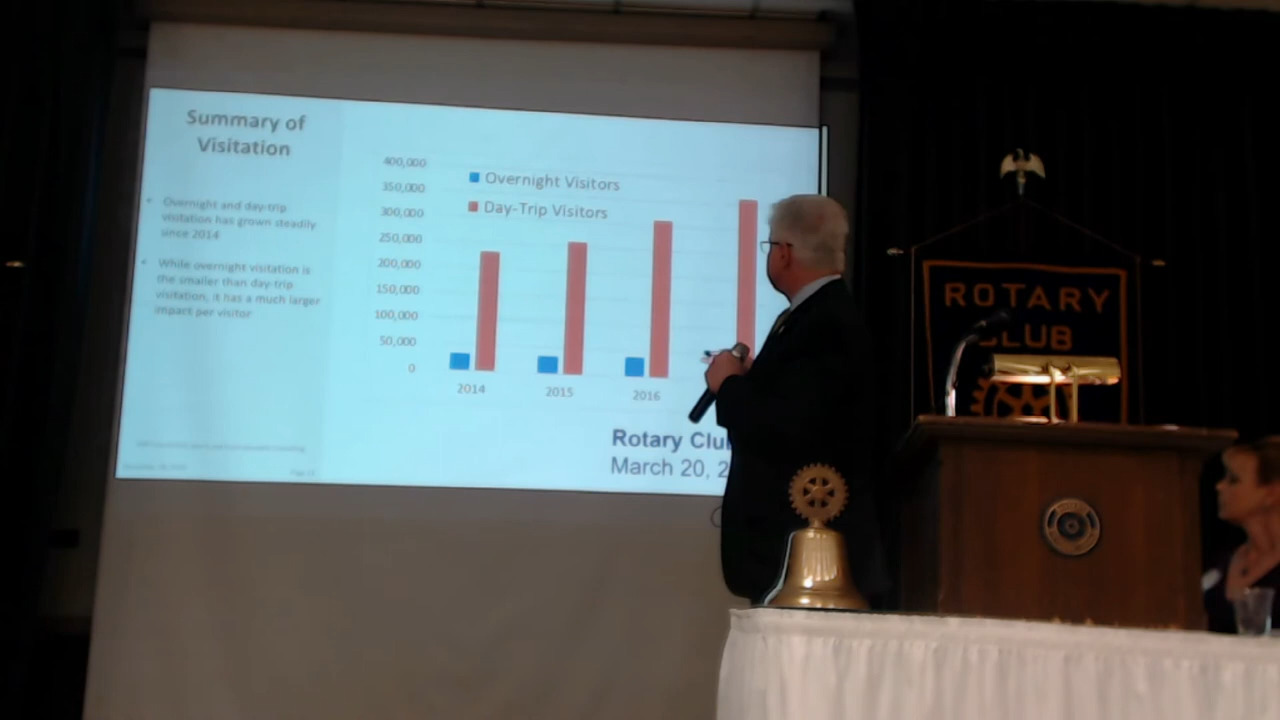 Summary of
Visitation
Overnight and day-trip
visitation has grown steadily
since 2014
While overnight visitation is
the smaller than day-trip
visitation, it has a much larger
impact per visitor
400,000
350,000
300,000
250,000
200,000
150,000
100,000
50,000
0
Overnight Visitors
Day-Trip Visitors
2014
2015
2016
Rotary Clu
March 20, 2
ROTARY
CLUB